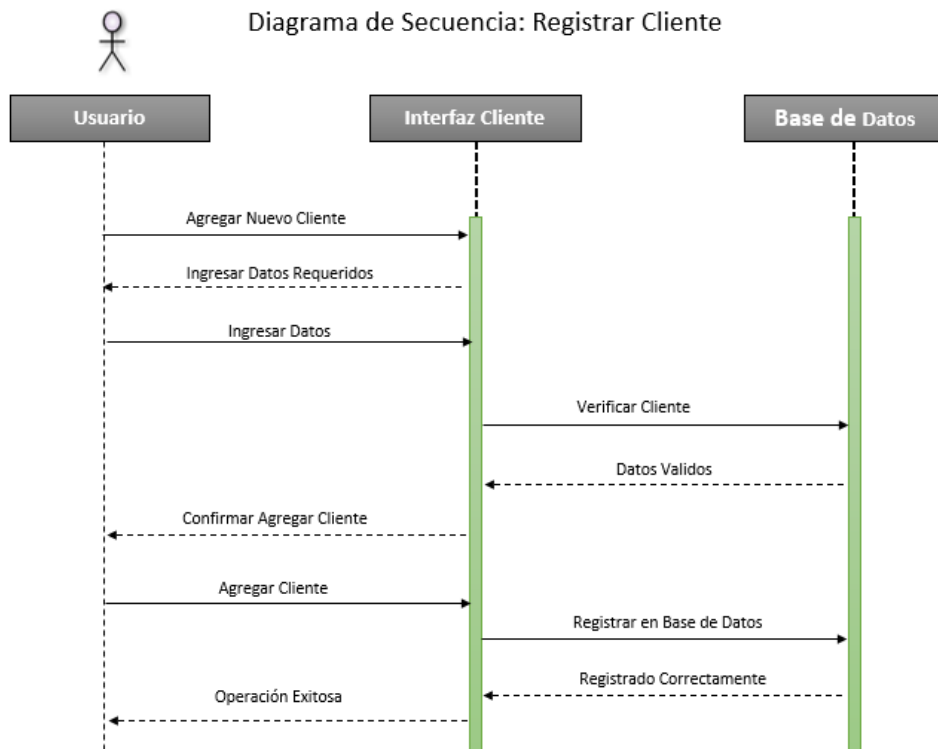 Diagrama de Secuencia: Registrar Cliente
Usuario
Interfaz Cliente
Base de Datos
Agregar Nuevo Cliente
Ingresar Datos Requeridos
Ingresar Datos
Verificar Cliente
Datos Validos
Confirmar Agregar Cliente
Agregar Cliente
Registrar en Base de Datos
Registrado Correctamente
Operación Exitosa